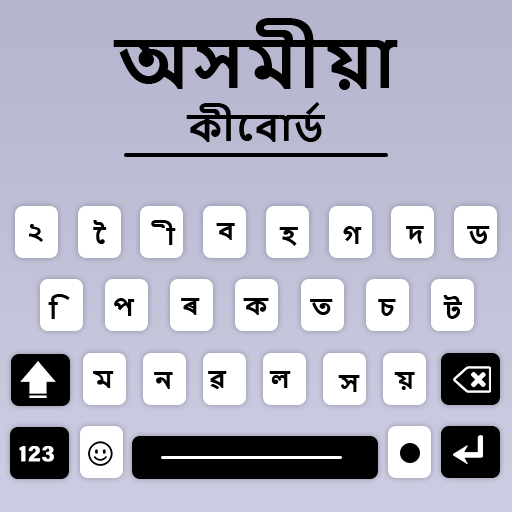 অসমীয়া
কীবোর্ড
২ ৈ ী ব হ গ দ ড
ি প ৰ ক ত চ ট
ম ন ৱ ল স য়
123